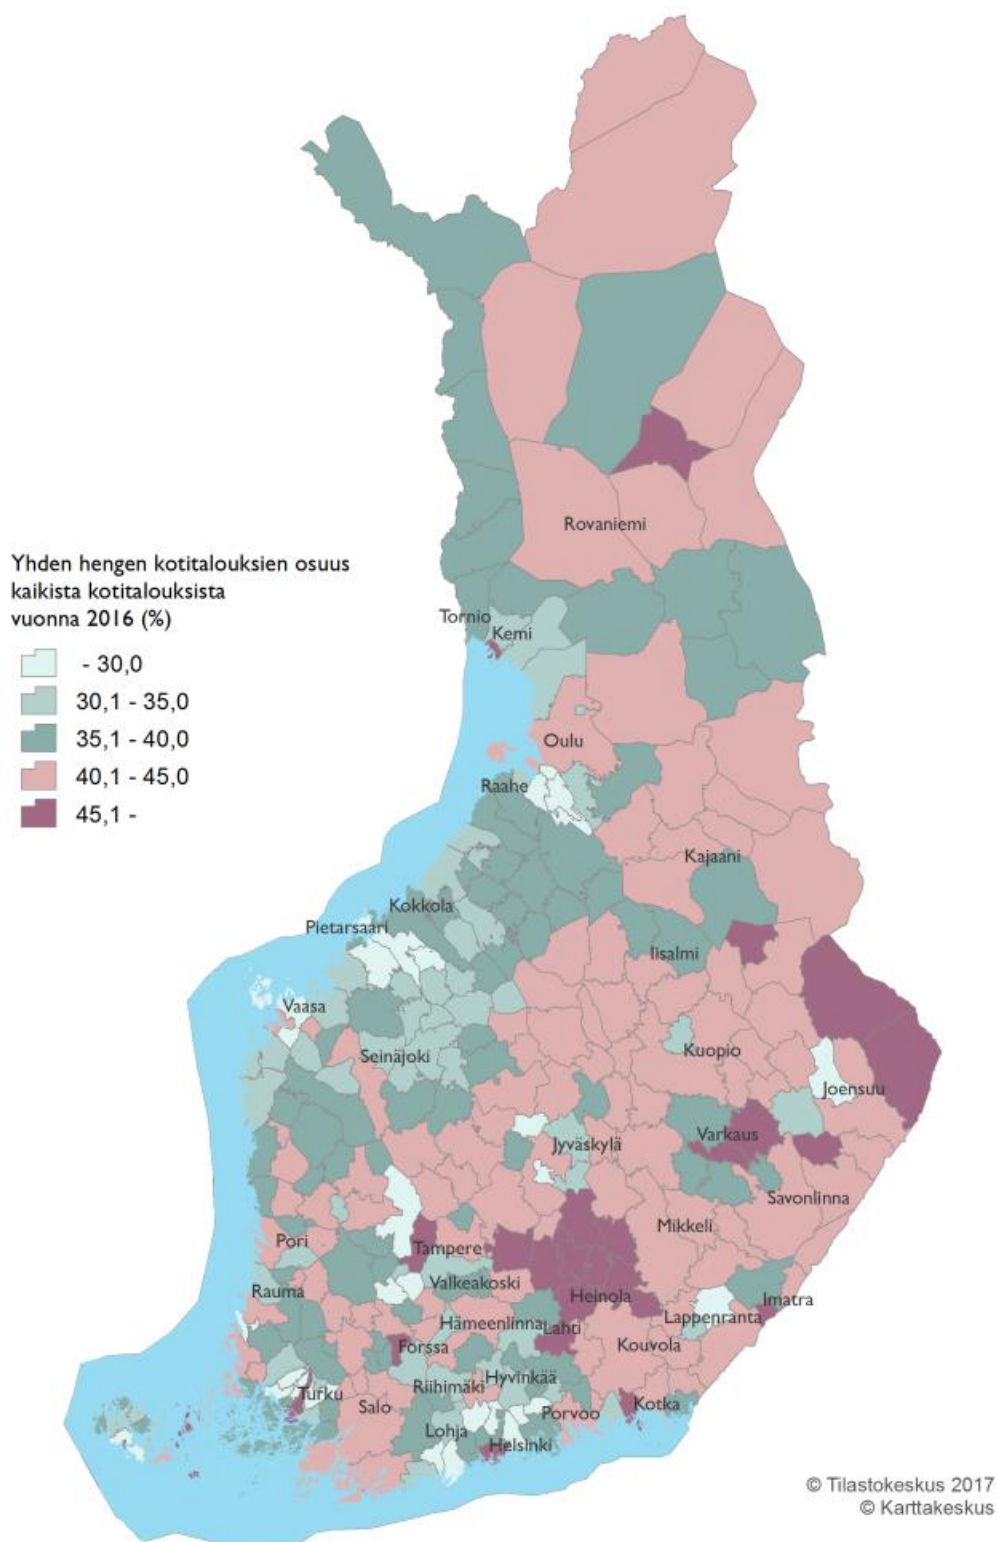 Rovaniemi
Yhden hengen kotitalouksien osuus
kaikista kotitalouksista
vuonna 2016 (%)
- 30,0
30,1 - 35,0
35,1 - 40,0
40,1 - 45,0
45,1 -
Tornio
Kemi
Oulu
Raahe
Kajaani
Kokkola
Pietarsaari
Iisalmi
Vaasa
Seinäjoki
Kuopio
Joensuu
Varkaus
Jyväskylä
Savonlinna
Mikkeli
Pori
Tampere
Valkeakoski
Rauma
Heinola
Imatra
Lappenranta
Hämeenlinna
Lahti
Kouvola
Forssa
Hyvinkää
Riihimäki
Turku
Salo
Porvoo
Kotka
Lohja
Helsinki
© Tilastokeskus 2017
© Karttakeskus